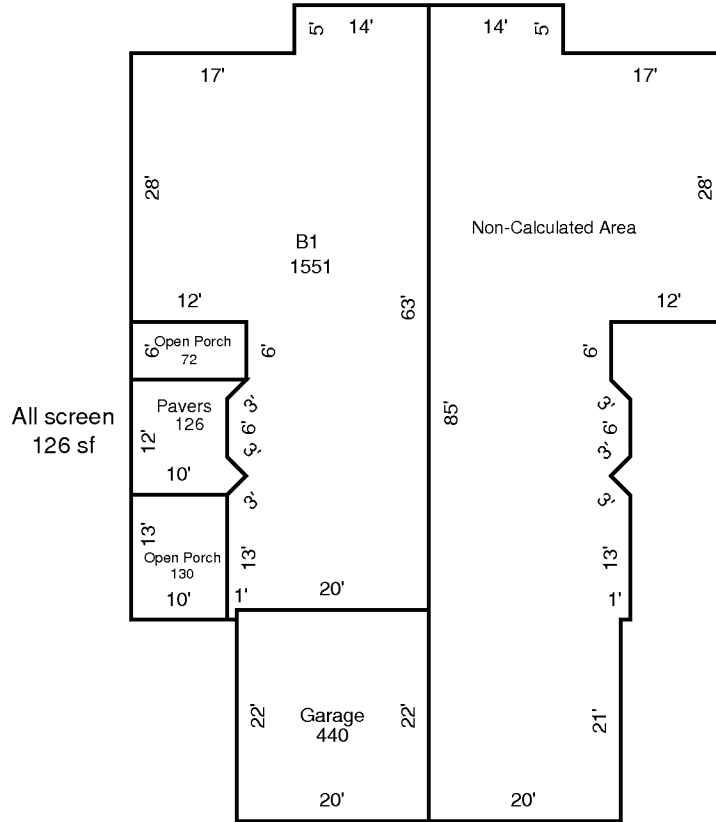 5' 14' 14' 5'
17' 17'
28' 28'
B1
1551
Non-Calculated Area
12' 63' 12'
6' Open Porch
72
6' 6'
All screen
126 sf
Pavers
126
12' 10'
3'
6'
3'
3'
85'
3'
6'
3'
3'
13' Open Porch
130
10'
13' 13'
1' 20' 1'
22' Garage
440
22' 21'
20' 20'